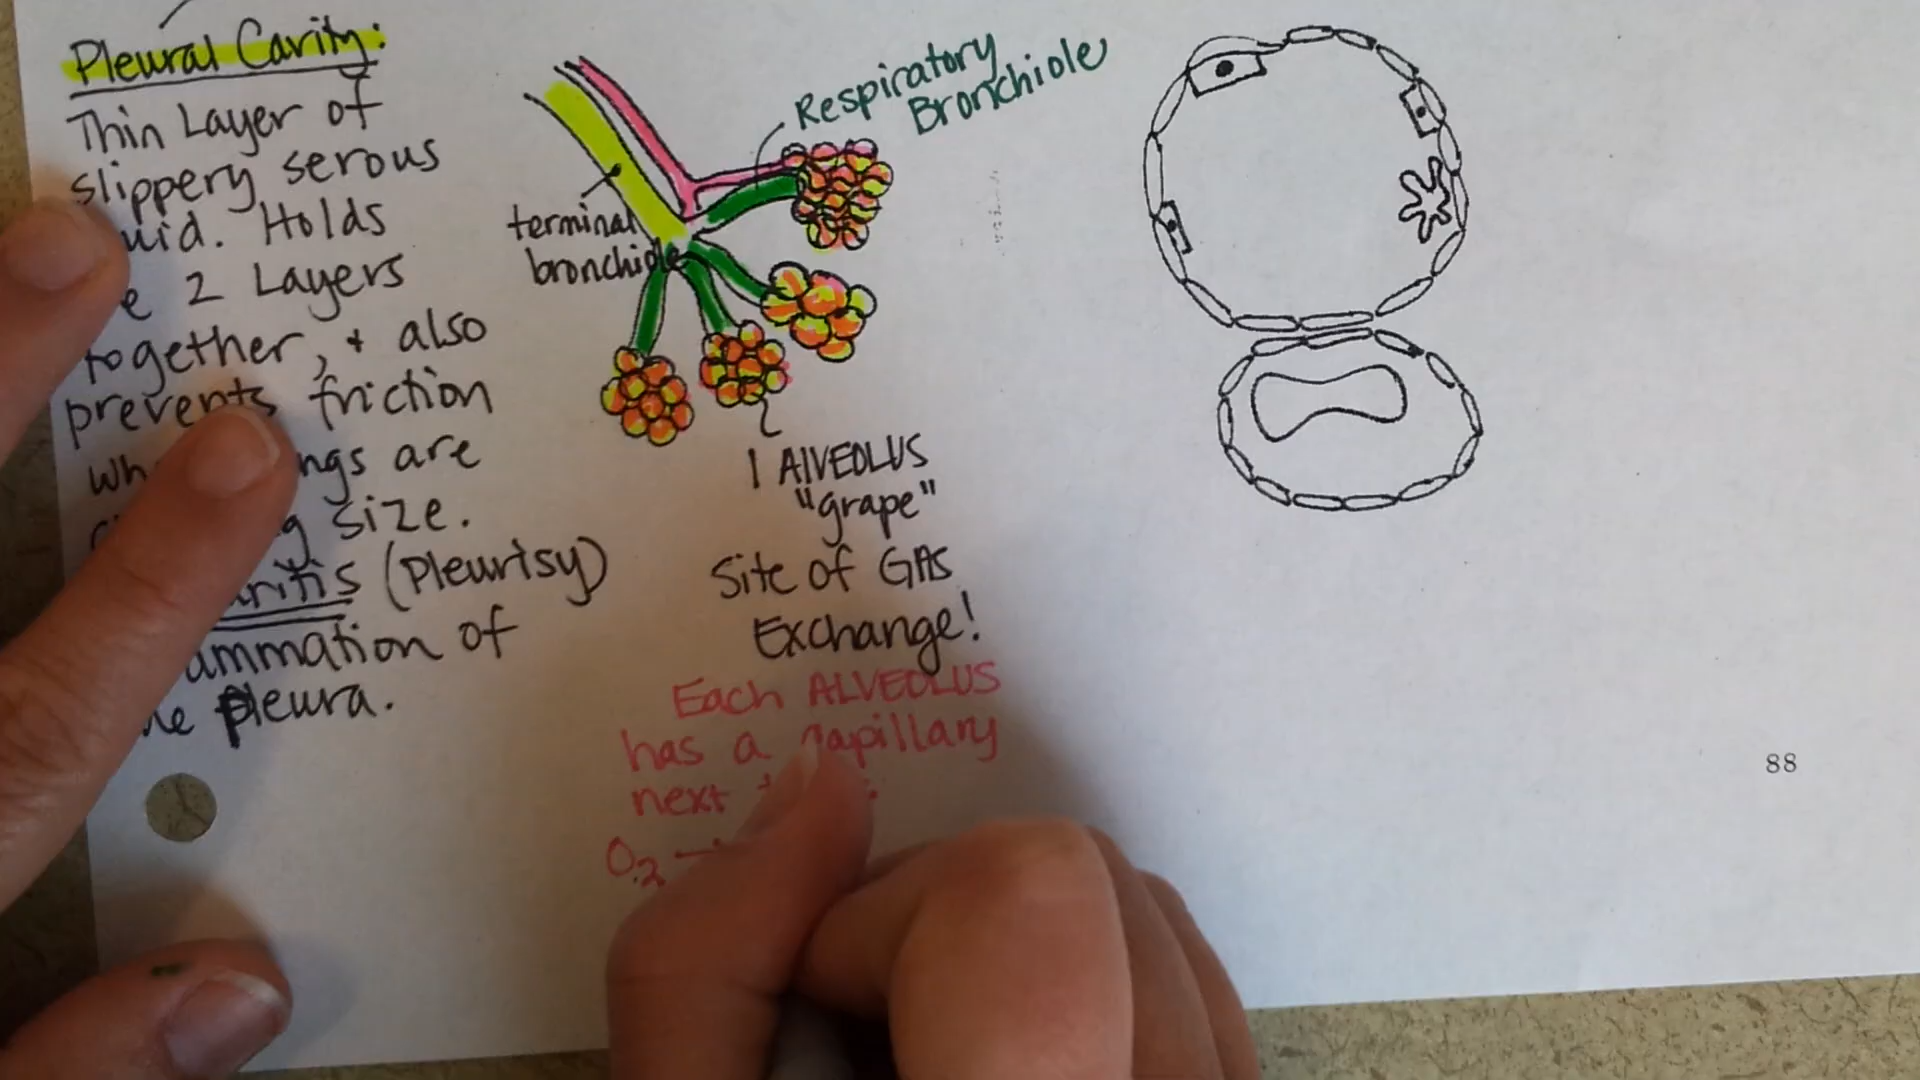 Pleural Cavity:
Thin Layer of
slippery serous
uid. Holds
e 2 Layers
together, + also
prevents friction
ngs are
g size.
(Pleurisy)
ammation of
pleura.
terminal
bronchiole
Respiratory
Bronchiole
1 AlVEOLUS
"grape"
Site of GAS
Exchange!
Each ALVEOLUS
has a capillary
next
O2 →
88